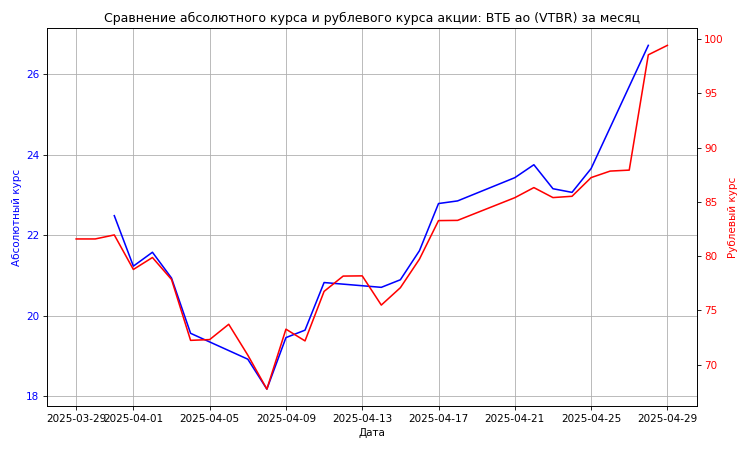 Сравнение абсолютного курса и рублевого курса акции: ВТБ ао (VTBR) за месяц
Абсолютный курс
26
24
22
20
18
Рублевый курс
100
95
90
85
80
75
70
2025-03-29 2025-04-01 2025-04-05 2025-04-09 2025-04-13 2025-04-17 2025-04-21 2025-04-25 2025-04-29
Дата